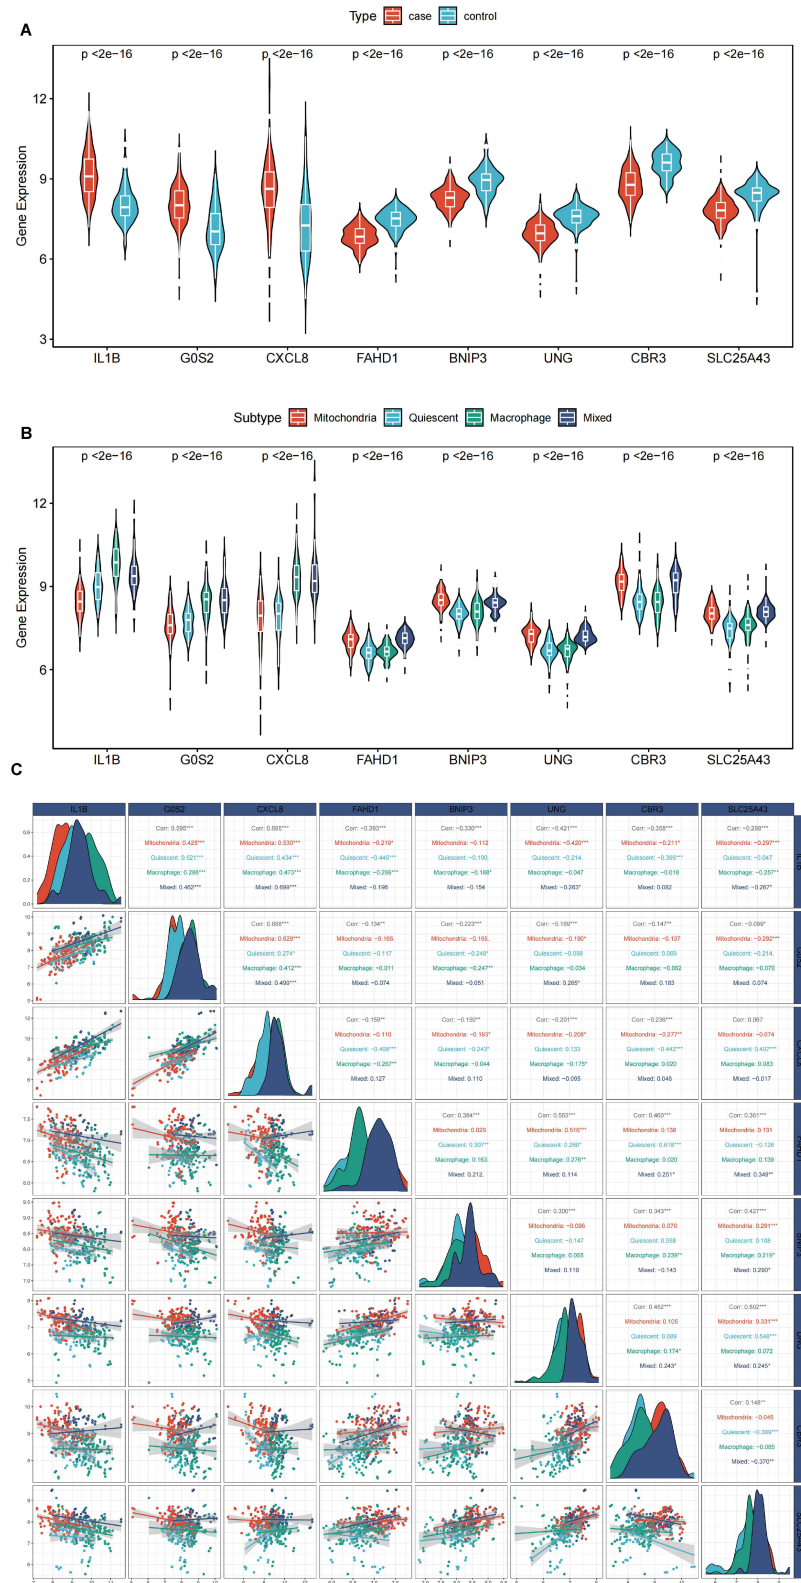 Type case control
A
p <2e-16 p <2e-16 p <2e-16 p <2e-16 p <2e-16 p <2e-16 p <2e-16 p <2e-16
12
9
6
3
Gene Expression
IL1B G0S2 CXCL8 FAHD1 BNIP3 UNG CBR3 SLC25A43
Subtype Mitochondria Quiescent Macrophage Mixed
B
p <2e-16 p <2e-16 p <2e-16 p <2e-16 p <2e-16 p <2e-16 p <2e-16 p <2e-16
12
9
6
Gene Expression
IL1B G0S2 CXCL8 FAHD1 BNIP3 UNG CBR3 SLC25A43
C
IL1B G0S2 CXCL8 FAHD1 BNIP3 UNG CBR3 SLC25A43
Corr: 0.595*** Corr: 0.695*** Corr: −0.393*** Corr: −0.330*** Corr: −0.421*** Corr: −0.358*** Corr: −0.288***
Mitochondria: 0.425*** Mitochondria: 0.530*** Mitochondria: −0.219* Mitochondria: −0.112 Mitochondria: −0.420*** Mitochondria: −0.211* Mitochondria: −0.297***
Quiescent: 0.521*** Quiescent: 0.434*** Quiescent: −0.445*** Quiescent: −0.190. Quiescent: −0.214. Quiescent: −0.399*** Quiescent: −0.047
Macrophage: 0.286*** Macrophage: 0.473*** Macrophage: −0.299*** Macrophage: −0.188* Macrophage: −0.047 Macrophage: −0.018 Macrophage: −0.257**
Mixed: 0.462*** Mixed: 0.699*** Mixed: −0.196 Mixed: −0.154 Mixed: −0.263* Mixed: 0.082 Mixed: −0.267*
Corr: 0.688*** Corr: −0.134** Corr: −0.223*** Corr: −0.159** Corr: −0.147** Corr: −0.099*
Mitochondria: 0.628*** Mitochondria: −0.165. Mitochondria: −0.165. Mitochondria: −0.190* Mitochondria: −0.137 Mitochondria: −0.292***
Quiescent: 0.274* Quiescent: −0.117 Quiescent: −0.249* Quiescent: −0.098 Quiescent: 0.069 Quiescent: −0.214.
Macrophage: 0.412*** Macrophage: −0.011 Macrophage: −0.247** Macrophage: −0.034 Macrophage: −0.062 Macrophage: −0.070
Mixed: 0.499*** Mixed: −0.074 Mixed: −0.051 Mixed: 0.265* Mixed: 0.183 Mixed: 0.074
Corr: −0.159** Corr: −0.150** Corr: −0.201*** Corr: −0.236*** Corr: 0.067
Mitochondria: −0.110 Mitochondria: −0.193* Mitochondria: −0.208* Mitochondria: −0.277** Mitochondria: −0.074
Quiescent: −0.408*** Quiescent: −0.243* Quiescent: 0.133 Quiescent: −0.442*** Quiescent: 0.407***
Macrophage: −0.267** Macrophage: −0.044 Macrophage: −0.175* Macrophage: 0.020 Macrophage: 0.083
Mixed: 0.127 Mixed: 0.110 Mixed: −0.095 Mixed: 0.046 Mixed: −0.017
Corr: 0.384*** Corr: 0.563*** Corr: 0.460*** Corr: 0.361***
Mitochondria: 0.029 Mitochondria: 0.516*** Mitochondria: 0.138 Mitochondria: 0.131
Quiescent: 0.307** Quiescent: 0.260* Quiescent: 0.618*** Quiescent: −0.126
Macrophage: 0.163. Macrophage: 0.276** Macrophage: 0.020 Macrophage: 0.139
Mixed: 0.212. Mixed: 0.114 Mixed: 0.251* Mixed: 0.349**
Corr: 0.300*** Corr: 0.343*** Corr: 0.427***
Mitochondria: −0.096 Mitochondria: 0.070 Mitochondria: 0.291***
Quiescent: −0.147 Quiescent: 0.058 Quiescent: 0.108
Macrophage: 0.055 Macrophage: 0.239** Macrophage: 0.219*
Mixed: 0.119 Mixed: −0.143 Mixed: 0.290*
Corr: 0.452*** Corr: 0.502***
Mitochondria: 0.105 Mitochondria: 0.331***
Quiescent: 0.089 Quiescent: 0.548***
Macrophage: 0.174* Macrophage: 0.072
Mixed: 0.243* Mixed: 0.245*
Corr: 0.148**
Mitochondria: −0.045
Quiescent: −0.389***
Macrophage: −0.085
Mixed: −0.370**